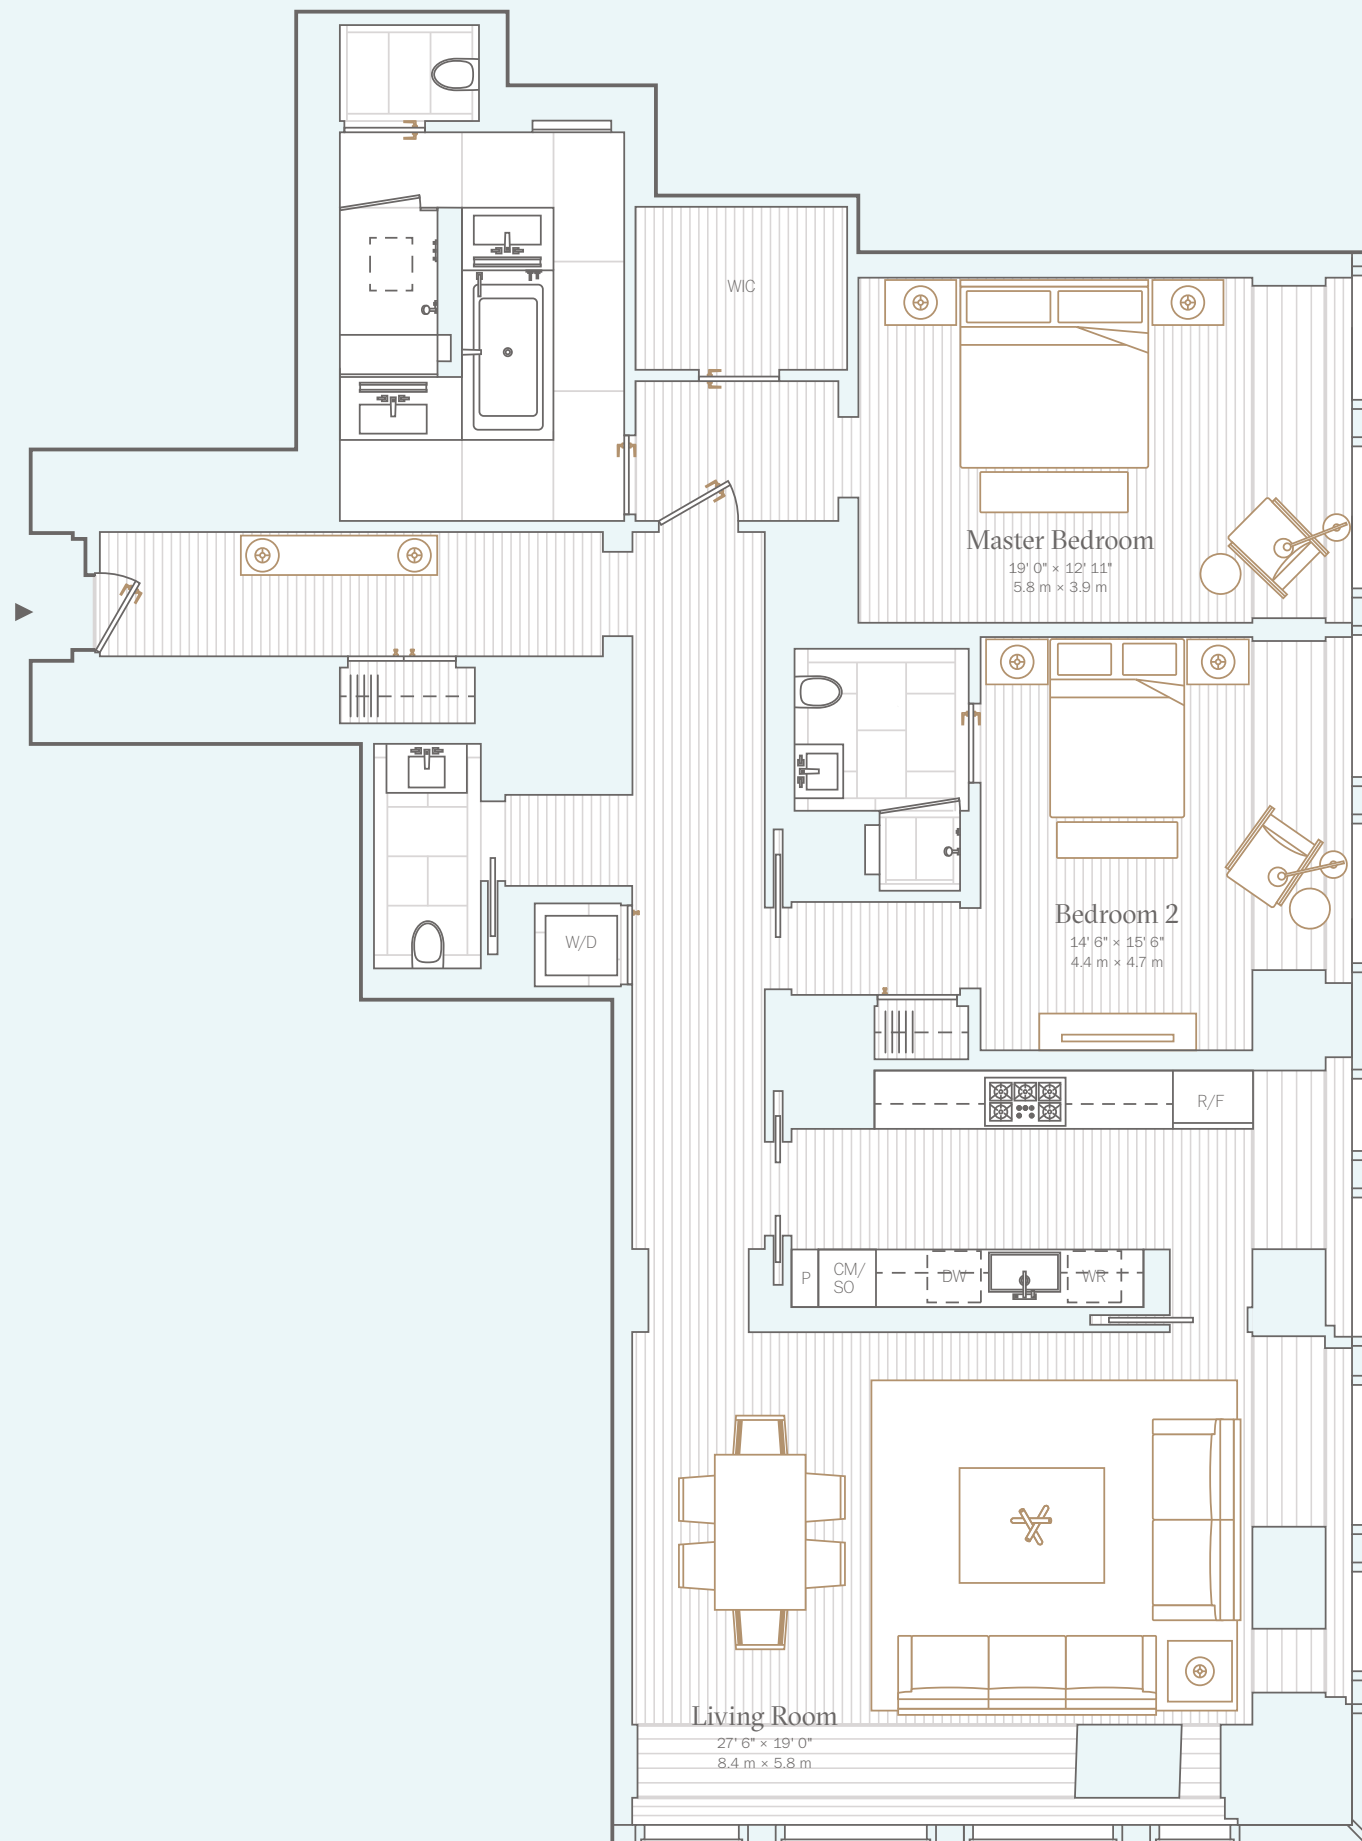 WIC
Master Bedroom
19' 0" × 12' 11"
5.8 m × 3.9 m
Bedroom 2
14' 6" × 15' 6"
4.4 m × 4.7 m
W/D
R/F
P
CM/
SO
DW
WR
Living Room
27' 6" × 19' 0"
8.4 m × 5.8 m